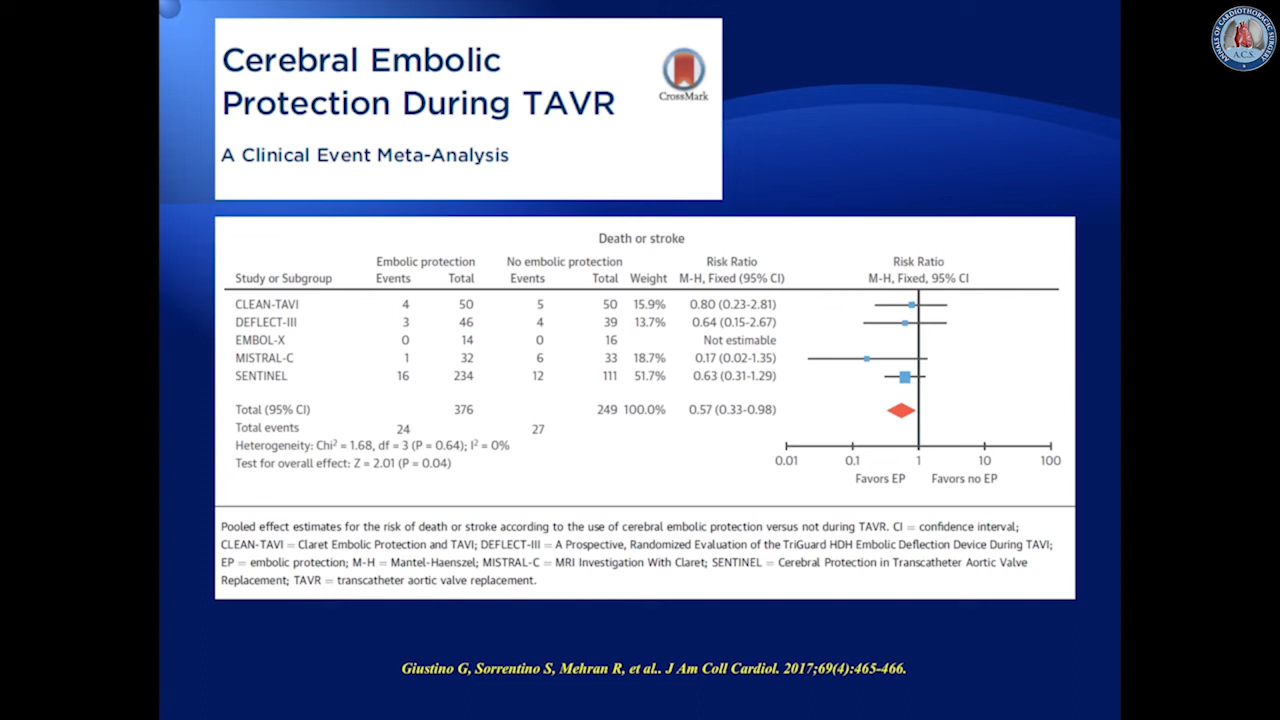 Cerebral Embolic
Protection During TAVR
A Clinical Event Meta-Analysis
CrossMark
ANNALS OF CARDIOTHORACIC SURGERY
A.C.S.
Death or stroke
Embolic protection No embolic protection Risk Ratio Risk Ratio
Study or Subgroup Events Total Events Total Weight M-H, Fixed (95% CI) M-H, Fixed, 95% CI
CLEAN-TAVI 4 50 5 50 15.9% 0.80 (0.23-2.81)
DEFLECT-III 3 46 4 39 13.7% 0.64 (0.15-2.67)
EMBOL-X 0 14 0 16 Not estimable
MISTRAL-C 1 32 6 33 18.7% 0.17 (0.02-1.35)
SENTINEL 16 234 12 111 51.7% 0.63 (0.31-1.29)
Total (95% CI) 376 249 100.0% 0.57 (0.33-0.98)
Total events 24 27
Heterogeneity: Chi² = 1.68, df = 3 (P = 0.64); I² = 0%
Test for overall effect: Z = 2.01 (P = 0.04)
0.01 0.1 1 10 100
Favors EP Favors no EP
Pooled effect estimates for the risk of death or stroke according to the use of cerebral embolic protection versus not during TAVR. CI = confidence interval;
CLEAN-TAVI = Claret Embolic Protection and TAVI; DEFLECT-III = A Prospective, Randomized Evaluation of the TriGuard HDH Embolic Deflection Device During TAVI;
EP = embolic protection; M-H = Mantel-Haenszel; MISTRAL-C = MRI Investigation With Claret; SENTINEL = Cerebral Protection in Transcatheter Aortic Valve
Replacement; TAVR = transcatheter aortic valve replacement.
Giustino G, Sorrentino S, Mehran R, et al.. J Am Coll Cardiol. 2017;69(4):465-466.